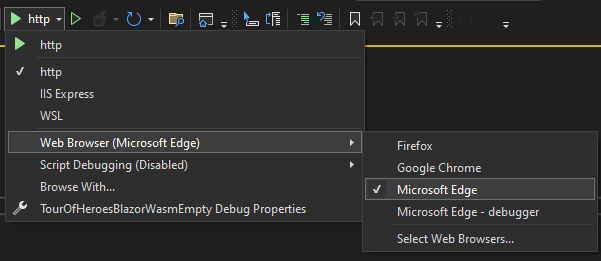 http
http
http
IIS Express
WSL
Web Browser (Microsoft Edge)
Script Debugging (Disabled)
Browse With...
TourOfHeroesBlazorWasmEmpty Debug Properties
Firefox
Google Chrome
Microsoft Edge
Microsoft Edge - debugger
Select Web Browsers...